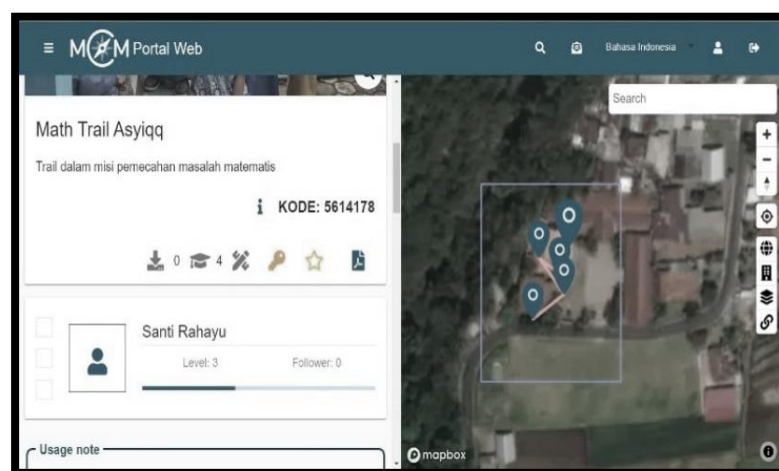 MCM Portal Web
Bahasa Indonesia
Search
Math Trail Asyiqq
Trail dalam misi pemecahan masalah matematis
i KODE: 5614178
0 4
Santi Rahayu
Level: 3 Follower: 0
Usage note
mapbox